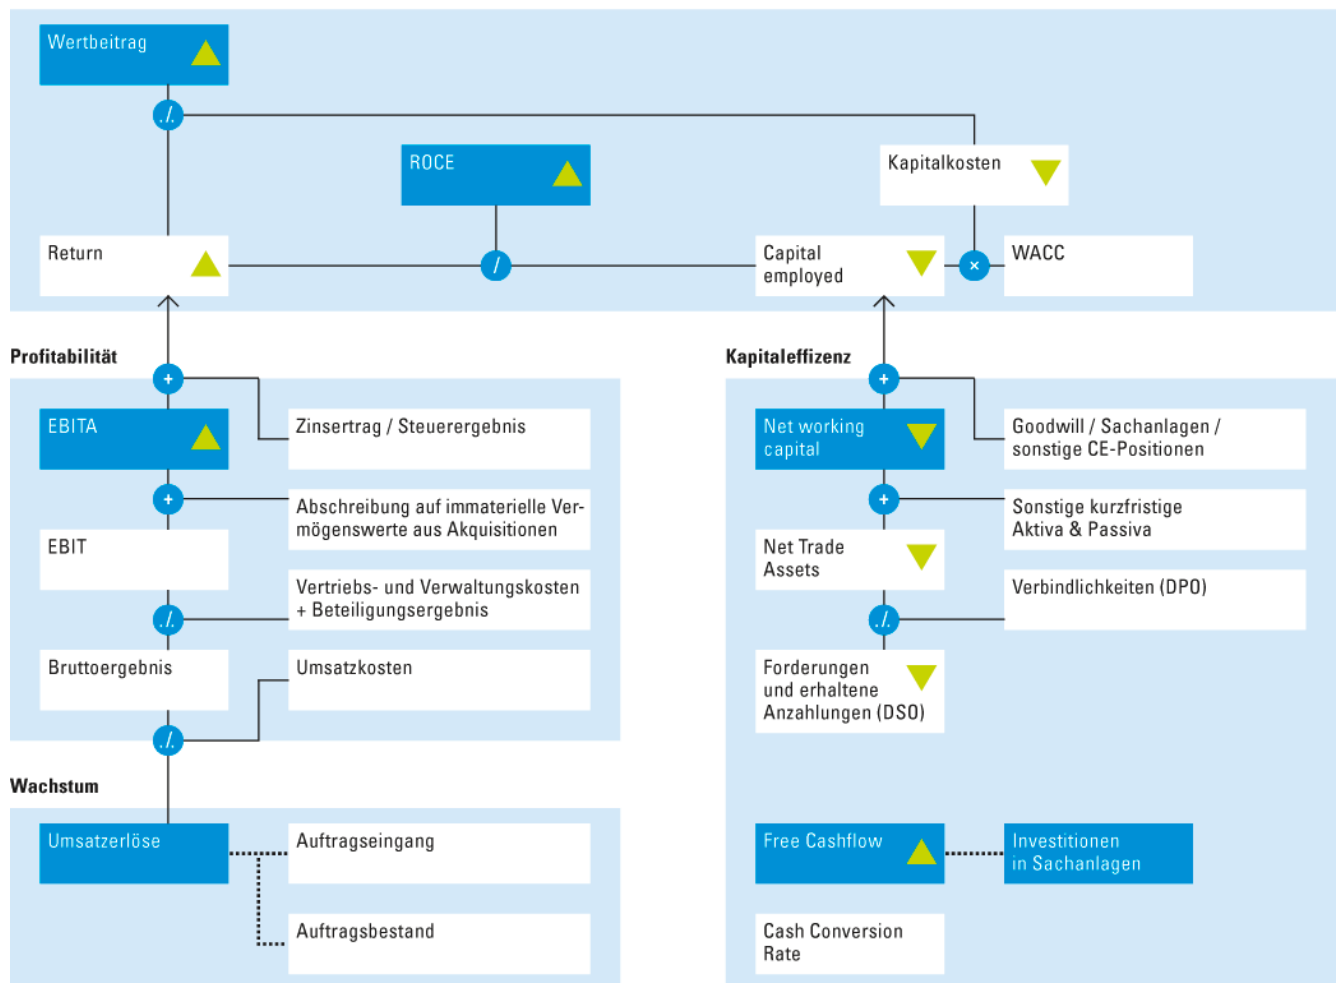 Wertbeitrag
./.
ROCE
Kapitalkosten
Return
/
Capital
employed
×
WACC
Profitabilität
+
EBITA
Zinsertrag / Steuerergebnis
+
Abschreibung auf immaterielle Ver-
mögenswerte aus Akquisitionen
EBIT
Vertriebs- und Verwaltungskosten
+ Beteiligungsergebnis
./.
Bruttoergebnis
Umsatzkosten
./.
Wachstum
Umsatzerlöse
Auftragseingang
Auftragsbestand
Kapitaleffizenz
+
Net working
capital
Goodwill / Sachanlagen /
sonstige CE-Positionen
+
Sonstige kurzfristige
Aktiva & Passiva
Net Trade
Assets
Verbindlichkeiten (DPO)
./.
Forderungen
und erhaltene
Anzahlungen (DSO)
Free Cashflow
Investitionen
in Sachanlagen
Cash Conversion
Rate